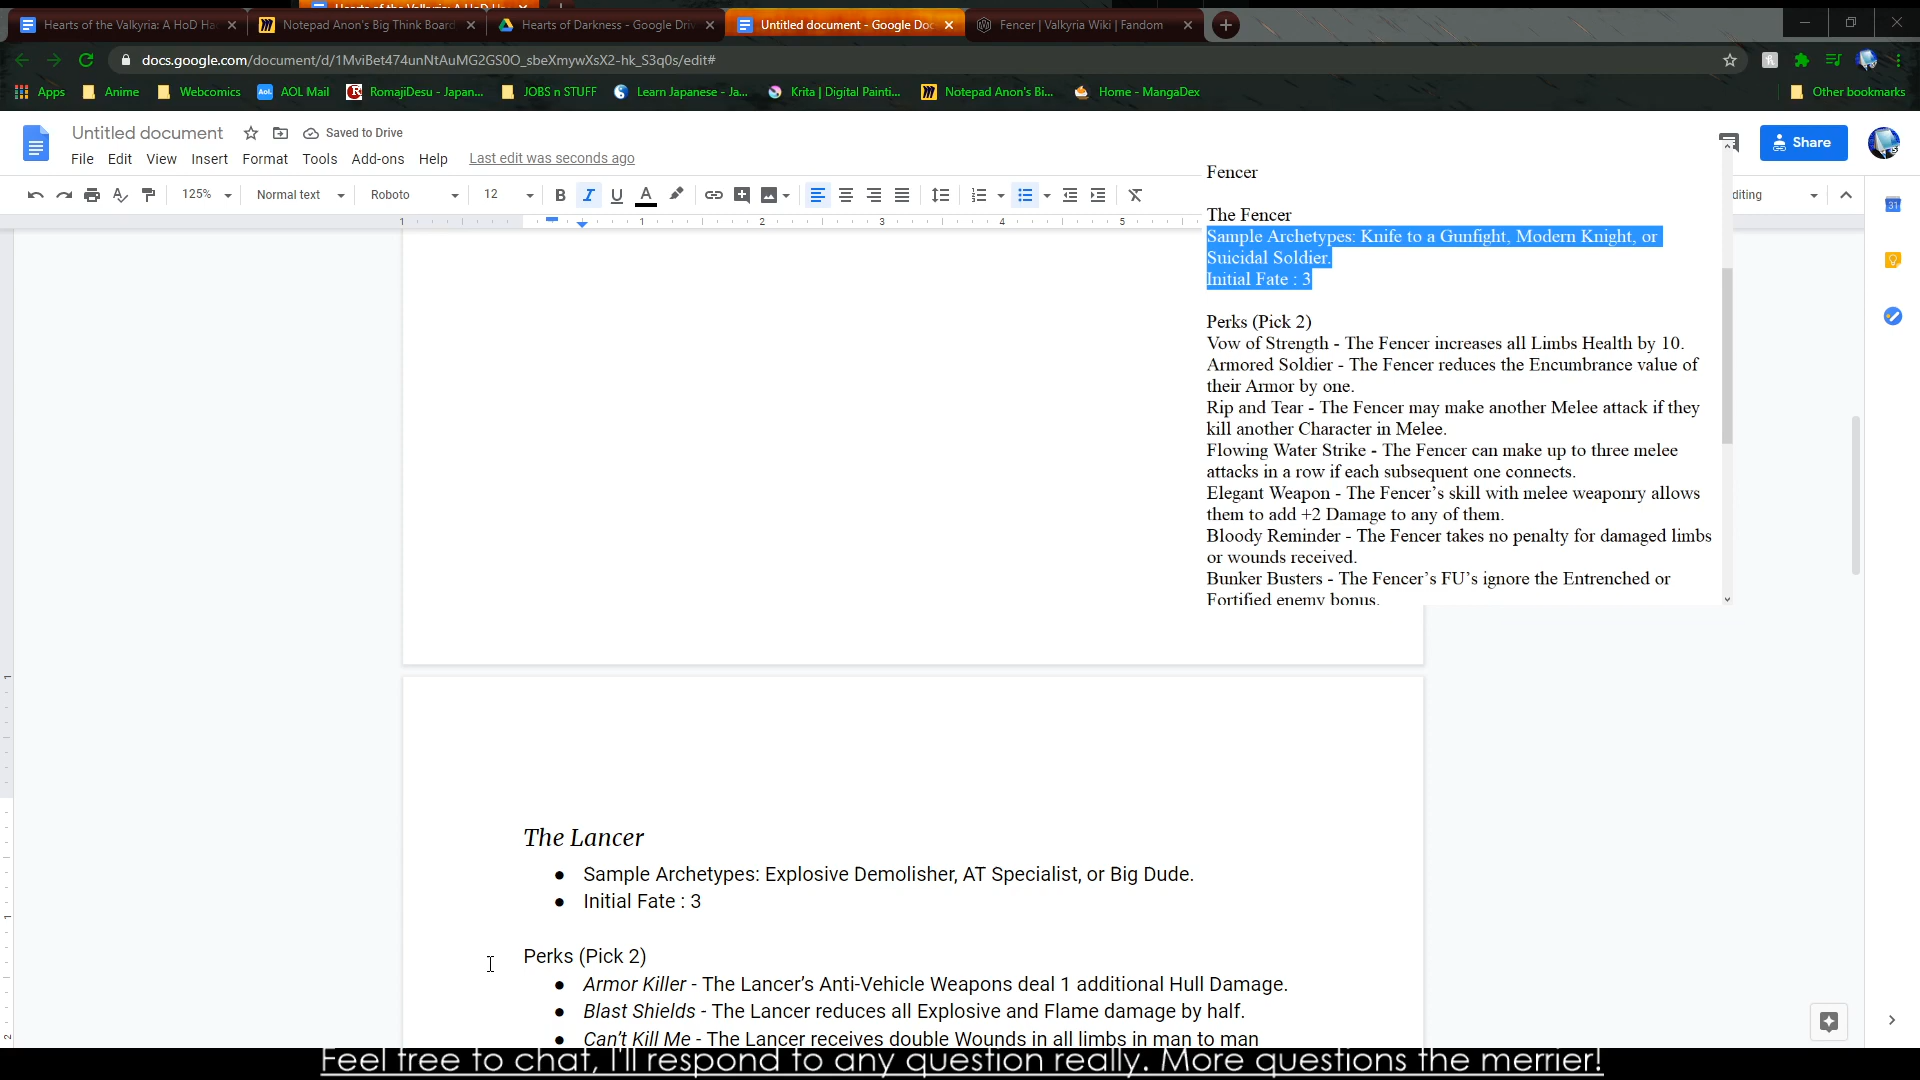 Hearts of the Valkyria: A HoD Ha
Notepad Anon's Big Think Board
Hearts of Darkness - Google Driv
Untitled document - Google Doc
Fencer | Valkyria Wiki | Fandom
docs.google.com/document/d/1MviBet474unNtAuMG2GS0O_sbeXmywXsX2-hk_S3q0s/edit#
Apps
Anime
Webcomics
AOL Mail
RomajiDesu - Japan...
JOBS n STUFF
Learn Japanese - Ja...
Krita | Digital Painti...
Notepad Anon's Bi...
Home - MangaDex
Other bookmarks
Untitled document
Saved to Drive
File Edit View Insert Format Tools Add-ons Help
Last edit was seconds ago
Share
125%
Normal text
Roboto
12
diting
1 1 2 3 4 5
Fencer
The Fencer
Sample Archetypes: Knife to a Gunfight, Modern Knight, or
Suicidal Soldier.
Initial Fate : 3
Perks (Pick 2)
Vow of Strength - The Fencer increases all Limbs Health by 10.
Armored Soldier - The Fencer reduces the Encumbrance value of
their Armor by one.
Rip and Tear - The Fencer may make another Melee attack if they
kill another Character in Melee.
Flowing Water Strike - The Fencer can make up to three melee
attacks in a row if each subsequent one connects.
Elegant Weapon - The Fencer’s skill with melee weaponry allows
them to add +2 Damage to any of them.
Bloody Reminder - The Fencer takes no penalty for damaged limbs
or wounds received.
Bunker Busters - The Fencer’s FU’s ignore the Entrenched or
Fortified enemy bonus.
The Lancer
● Sample Archetypes: Explosive Demolisher, AT Specialist, or Big Dude.
● Initial Fate : 3
Perks (Pick 2)
● Armor Killer - The Lancer’s Anti-Vehicle Weapons deal 1 additional Hull Damage.
● Blast Shields - The Lancer reduces all Explosive and Flame damage by half.
● Can’t Kill Me - The Lancer receives double Wounds in all limbs in man to man
Feel free to chat, I'll respond to any question really. More questions the merrier!